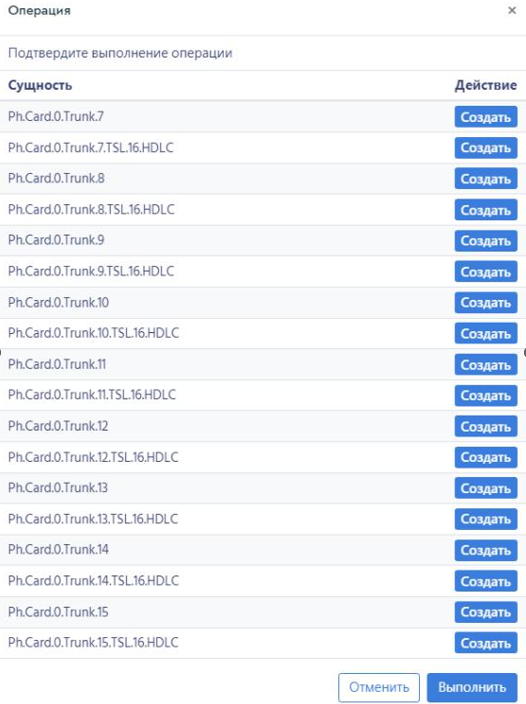 Операция ×
Подтвердите выполнение операции
Сущность Действие
Ph.Card.0.Trunk.7 Создать
Ph.Card.0.Trunk.7.TSL.16.HDLC Создать
Ph.Card.0.Trunk.8 Создать
Ph.Card.0.Trunk.8.TSL.16.HDLC Создать
Ph.Card.0.Trunk.9 Создать
Ph.Card.0.Trunk.9.TSL.16.HDLC Создать
Ph.Card.0.Trunk.10 Создать
Ph.Card.0.Trunk.10.TSL.16.HDLC Создать
Ph.Card.0.Trunk.11 Создать
Ph.Card.0.Trunk.11.TSL.16.HDLC Создать
Ph.Card.0.Trunk.12 Создать
Ph.Card.0.Trunk.12.TSL.16.HDLC Создать
Ph.Card.0.Trunk.13 Создать
Ph.Card.0.Trunk.13.TSL.16.HDLC Создать
Ph.Card.0.Trunk.14 Создать
Ph.Card.0.Trunk.14.TSL.16.HDLC Создать
Ph.Card.0.Trunk.15 Создать
Ph.Card.0.Trunk.15.TSL.16.HDLC Создать
Отменить Выполнить